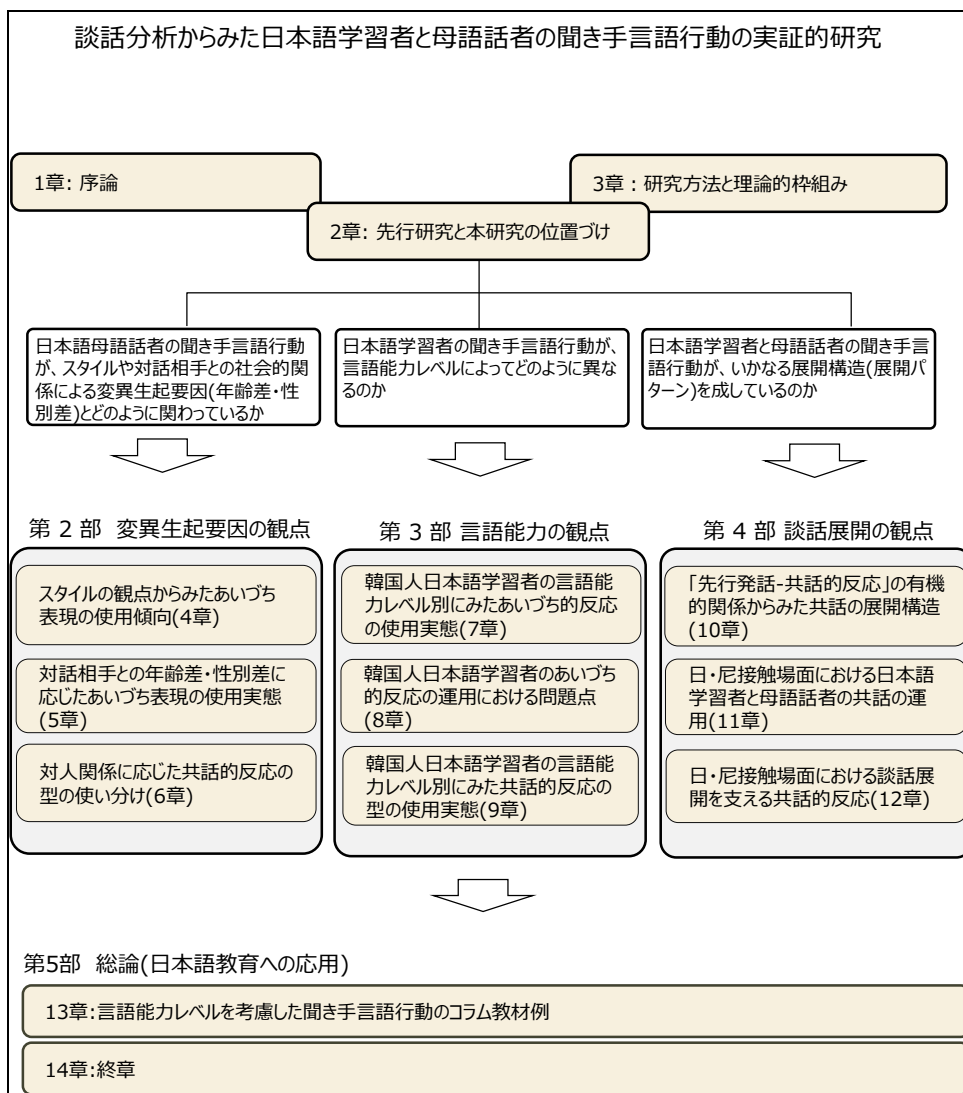 談話分析からみた日本語学習者と母語話者の聞き手言語行動の実証的研究
1章: 序論
3章：研究方法と理論的枠組み
2章: 先行研究と本研究の位置づけ
日本語母語話者の聞き手言語行動
が、スタイルや対話相手との社会的関
係による変異生起要因(年齢差・性
別差)とどのように関わっているか
日本語学習者の聞き手言語行動が、
言語能力レベルによってどのように異な
るのか
日本語学習者と母語話者の聞き手言
語行動が、いかなる展開構造(展開パ
ターン)を成しているのか
第 2 部 変異生起要因の観点
スタイルの観点からみたあいづち
表現の使用傾向(4章)
対話相手との年齢差・性別差に
応じたあいづち表現の使用実態
(5章)
対人関係に応じた共話的反応の
型の使い分け(6章)
第 3 部 言語能力の観点
韓国人日本語学習者の言語能
力レベル別にみたあいづち的反応
の使用実態(7章)
韓国人日本語学習者のあいづち
的反応の運用における問題点
(8章)
韓国人日本語学習者の言語能
力レベル別にみた共話的反応の
型の使用実態(9章)
第 4 部 談話展開の観点
「先行発話-共話的反応」の有機
的関係からみた共話の展開構造
(10章)
日・尼接触場面における日本語
学習者と母語話者の共話の運
用(11章)
日・尼接触場面における談話展
開を支える共話的反応(12章)
第5部 総論(日本語教育への応用)
13章:言語能力レベルを考慮した聞き手言語行動のコラム教材例
14章:終章